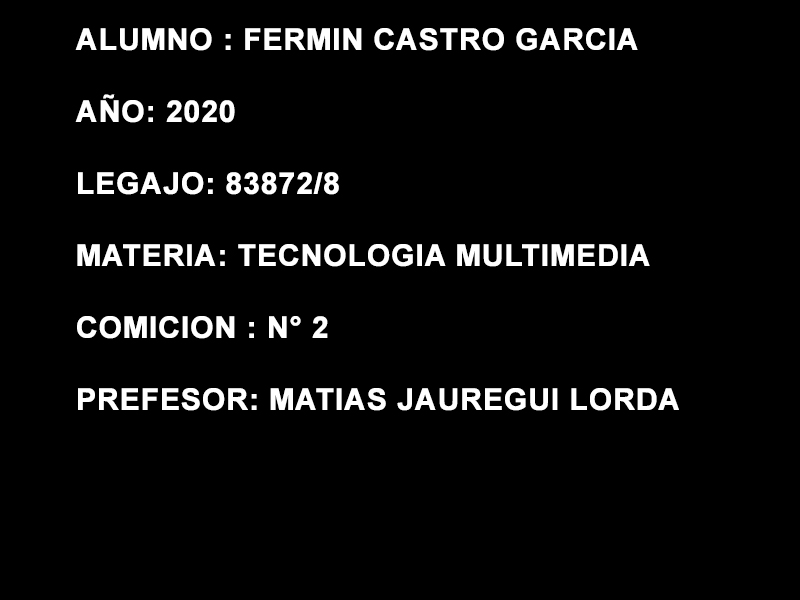 ALUMNO : FERMIN CASTRO GARCIA
AÑO: 2020
LEGAJO: 83872/8
MATERIA: TECNOLOGIA MULTIMEDIA
COMICION : N° 2
PREFESOR: MATIAS JAUREGUI LORDA